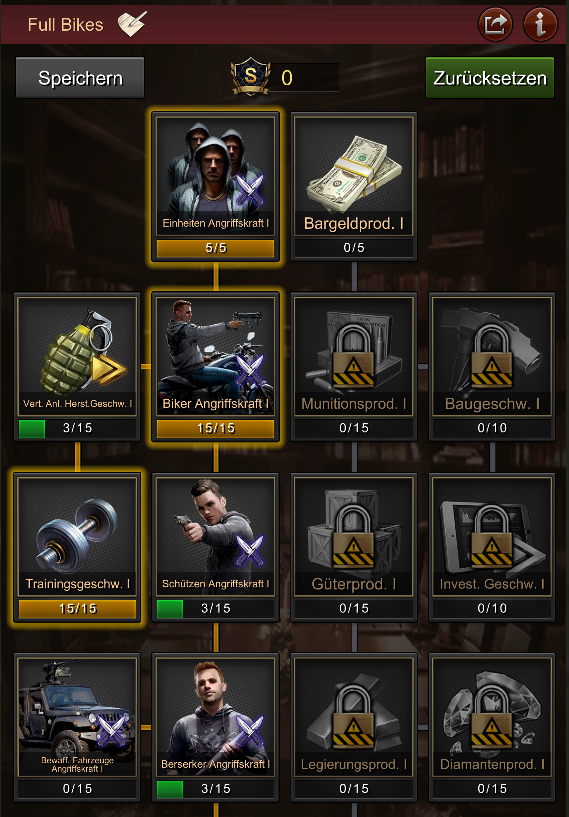 Full Bikes
Speichern
S
0
Zurücksetzen
Einheiten Angriffskraft I
Bargeldprod. I
5/5
0/5
Vert. Anl. Herst.Geschw. I
Biker Angriffskraft I
Munitionsprod. I
Baugeschw. I
3/15
15/15
0/15
0/10
Trainingsgeschw. I
Schützen Angriffskraft I
Güterprod. I
Invest. Geschw. I
15/15
3/15
0/15
0/10
Bewaff. Fahrzeuge
Angriffskraft I
Berserker Angriffskraft I
Legierungsprod. I
Diamantenprod. I
0/15
3/15
0/15
0/15